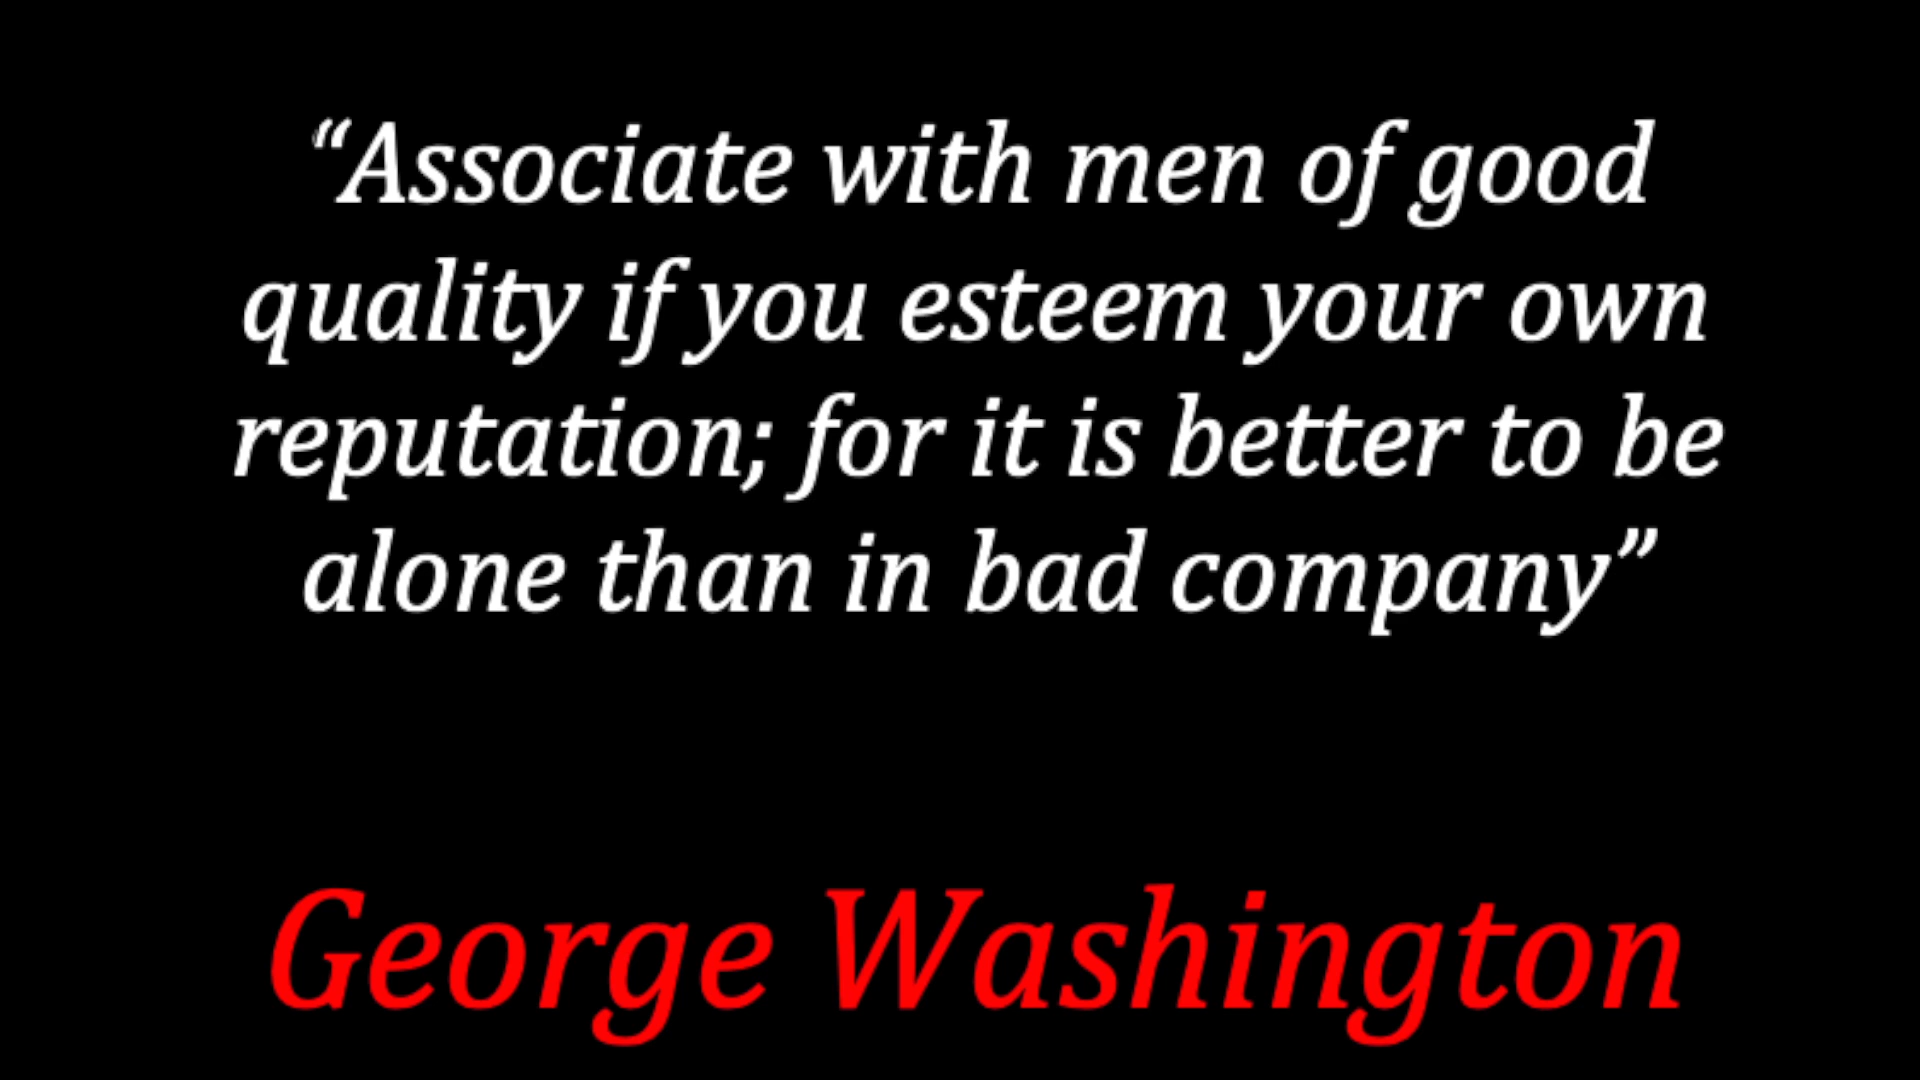 “Associate with men of good
quality if you esteem your own
reputation; for it is better to be
alone than in bad company”
George Washington